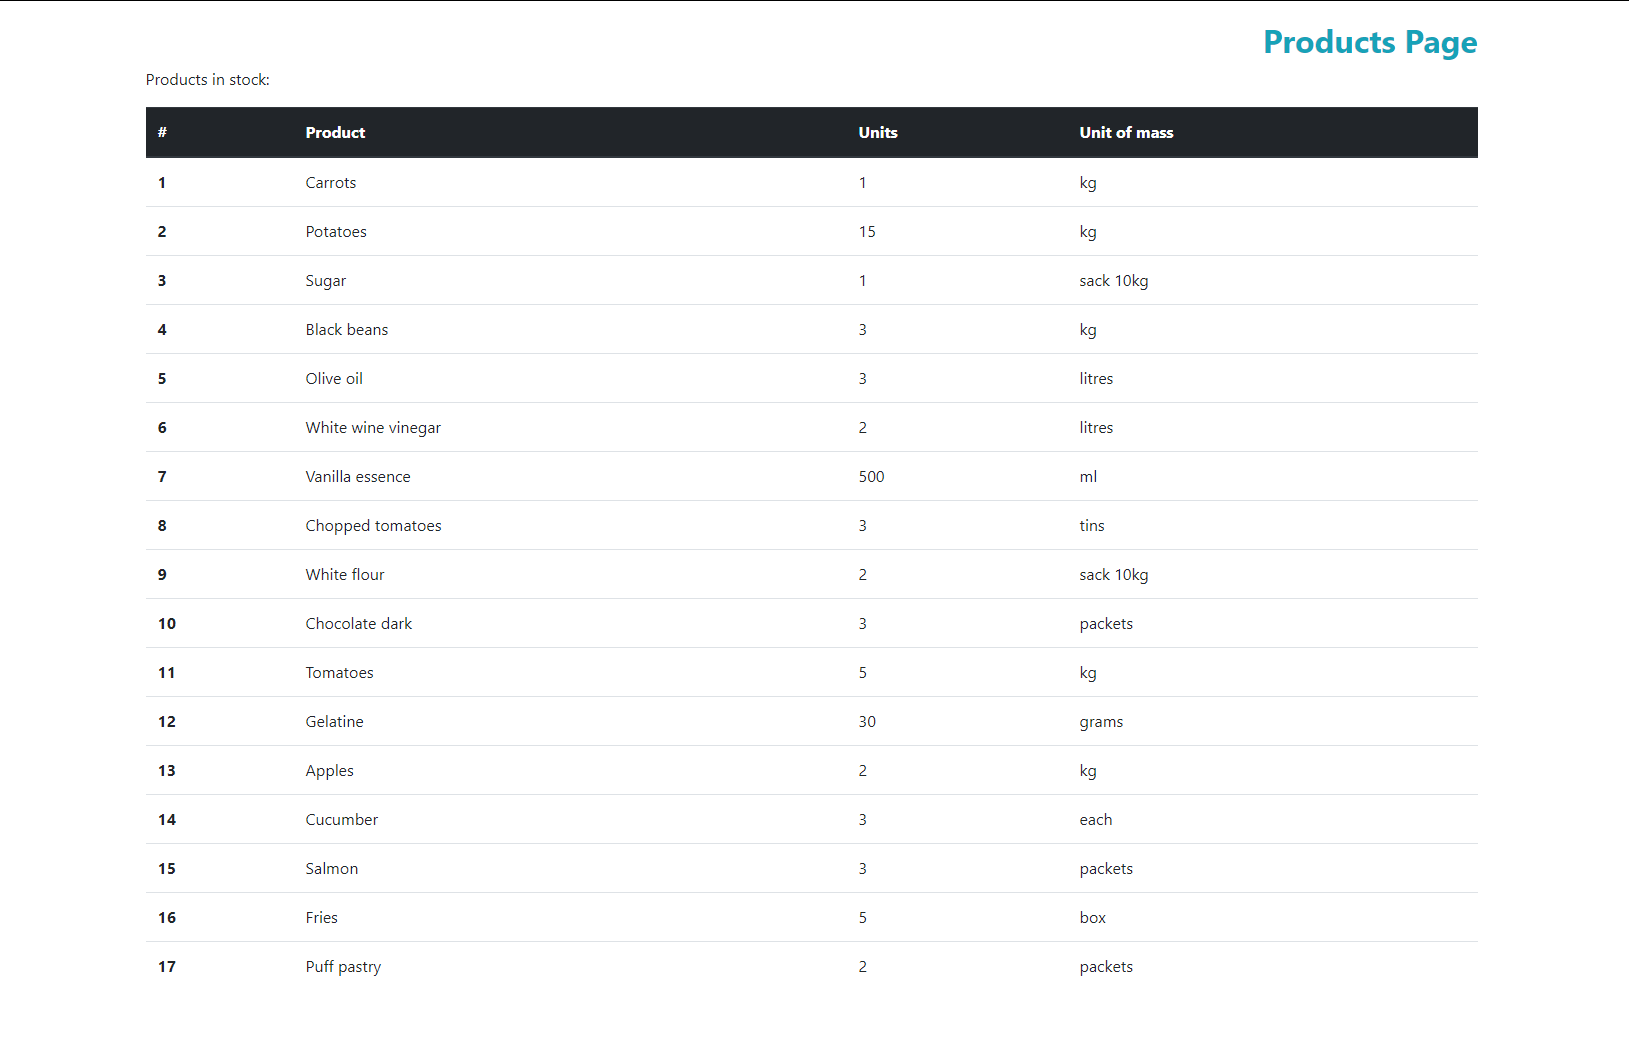 Products Page
Products in stock:
# Product Units Unit of mass
1 Carrots 1 kg
2 Potatoes 15 kg
3 Sugar 1 sack 10kg
4 Black beans 3 kg
5 Olive oil 3 litres
6 White wine vinegar 2 litres
7 Vanilla essence 500 ml
8 Chopped tomatoes 3 tins
9 White flour 2 sack 10kg
10 Chocolate dark 3 packets
11 Tomatoes 5 kg
12 Gelatine 30 grams
13 Apples 2 kg
14 Cucumber 3 each
15 Salmon 3 packets
16 Fries 5 box
17 Puff pastry 2 packets